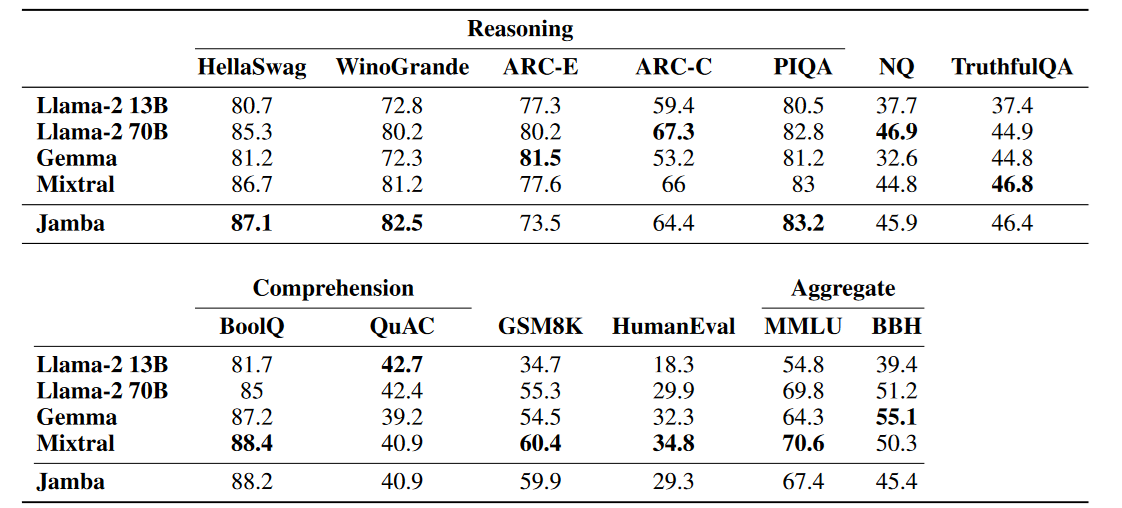 Reasoning
HellaSwag WinoGrande ARC-E ARC-C PIQA NQ TruthfulQA
Llama-2 13B 80.7 72.8 77.3 59.4 80.5 37.7 37.4
Llama-2 70B 85.3 80.2 80.2 67.3 82.8 46.9 44.9
Gemma 81.2 72.3 81.5 53.2 81.2 32.6 44.8
Mixtral 86.7 81.2 77.6 66 83 44.8 46.8
Jamba 87.1 82.5 73.5 64.4 83.2 45.9 46.4
Comprehension Aggregate
BoolQ QuAC GSM8K HumanEval MMLU BBH
Llama-2 13B 81.7 42.7 34.7 18.3 54.8 39.4
Llama-2 70B 85 42.4 55.3 29.9 69.8 51.2
Gemma 87.2 39.2 54.5 32.3 64.3 55.1
Mixtral 88.4 40.9 60.4 34.8 70.6 50.3
Jamba 88.2 40.9 59.9 29.3 67.4 45.4